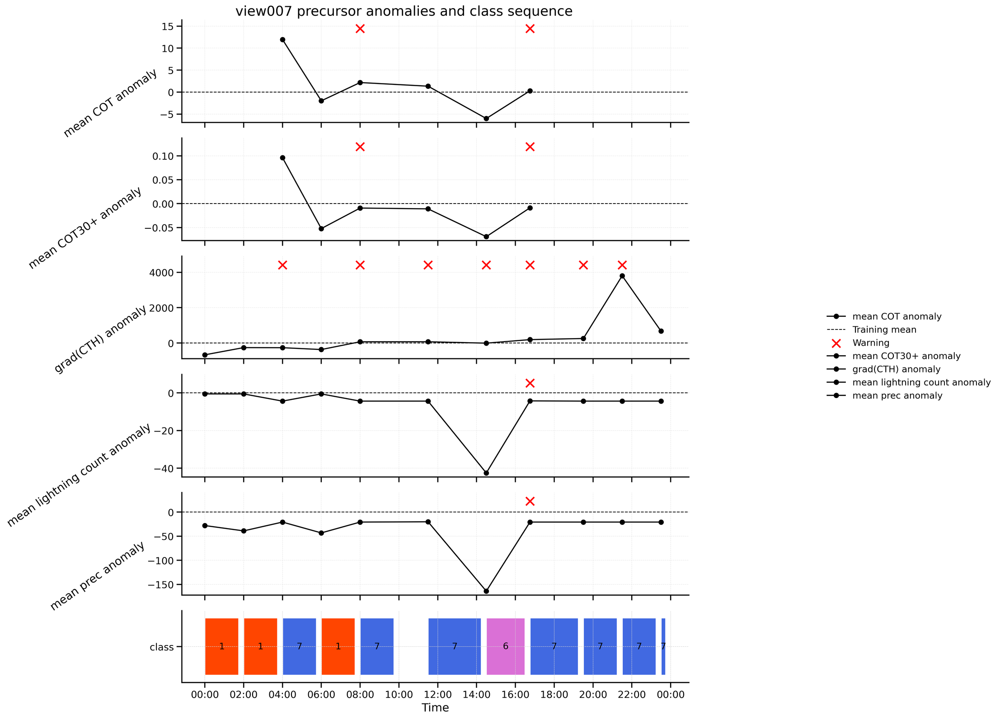 view007 precursor anomalies and class sequence
15
10
5
0
−5
mean COT anomaly
0.10
0.05
0.00
−0.05
mean COT30+ anomaly
4000
2000
0
grad(CTH) anomaly
0
−20
−40
mean lightning count anomaly
0
−50
−100
−150
mean prec anomaly
class
1 1 7 1 7 7 6 7 7 7 7
00:00 02:00 04:00 06:00 08:00 10:00 12:00 14:00 16:00 18:00 20:00 22:00 00:00
Time
mean COT anomaly
Training mean
Warning
mean COT30+ anomaly
grad(CTH) anomaly
mean lightning count anomaly
mean prec anomaly